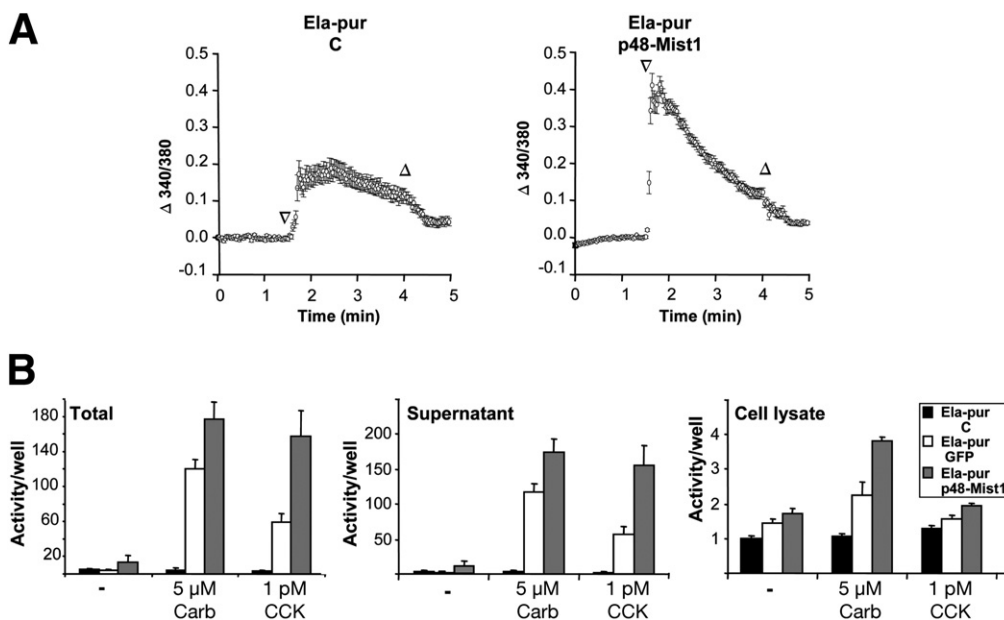 A
Ela-pur
C
Ela-pur
p48-Mist1
0.5
0.4
0.3
0.2
0.1
0.0
-0.1
Δ 340/380
0
1
2
3
4
5
Time (min)
0.5
0.4
0.3
0.2
0.1
0.0
-0.1
Δ 340/380
0
1
2
3
4
5
Time (min)
B
Total
180
140
100
60
20
Activity/well
-
5 µM
Carb
1 pM
CCK
Supernatant
200
150
100
50
Activity/well
-
5 µM
Carb
1 pM
CCK
Cell lysate
4
3
2
1
Activity/well
-
5 µM
Carb
1 pM
CCK
Ela-pur
C
Ela-pur
GFP
Ela-pur
p48-Mist1